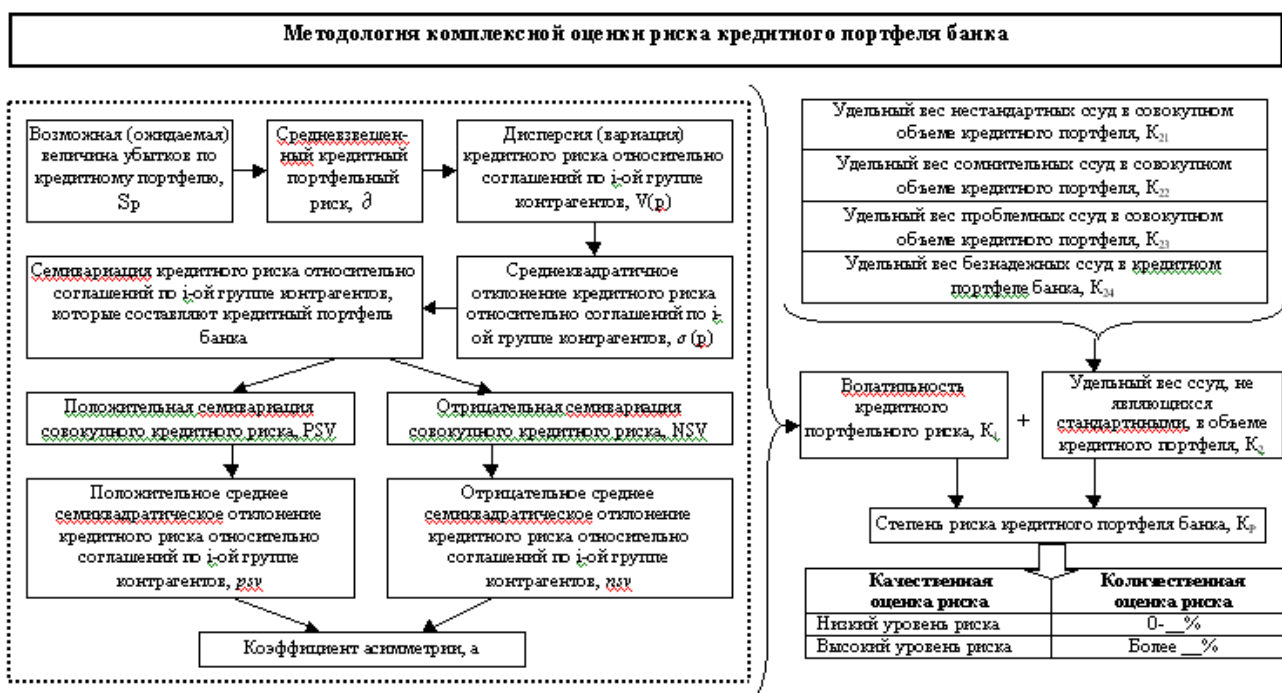 Методология комплексной оценки риска кредитного портфеля банка
Возможная (ожидаемая)
величина убытков по
кредитному портфелю,
Sp
Средневзвешен-
ный кредитный
портфельный
риск, ∂
Дисперсия (вариация)
кредитного риска относительно
соглашений по i-ой группе
контрагентов, V(p)
Семивариация кредитного риска относительно
соглашений по i-ой группе контрагентов,
которые составляют кредитный портфель
банка
Среднеквадратичное
отклонение кредитного риска
относительно соглашений по i-
ой группе контрагентов, σ (p)
Положительная семивариация
совокупного кредитного риска, PSV
Отрицательная семивариация
совокупного кредитного риска, NSV
Положительное среднее
семиквадратическое отклонение
кредитного риска относительно
соглашений по i-ой группе
контрагентов, psv
Отрицательное среднее
семиквадратическое отклонение
кредитного риска относительно
соглашений по i-ой группе
контрагентов, nsv
Коэффициент асимметрии, a
Удельный вес нестандартных ссуд в совокупном
объеме кредитного портфеля, K21
Удельный вес сомнительных ссуд в совокупном
объеме кредитного портфеля, K22
Удельный вес проблемных ссуд в совокупном
объеме кредитного портфеля, K23
Удельный вес безнадежных ссуд в кредитном
портфеле банка, K24
Волатильность
кредитного
портфельного риска, K1
+
Удельный вес ссуд, не
являющихся
стандартнными, в объеме
кредитного портфеля, K2
Степень риска кредитного портфеля банка, Kp
Качественная
оценка риска
Количественная
оценка риска
Низкий уровень риска
0-__%
Высокий уровень риска
Более __%